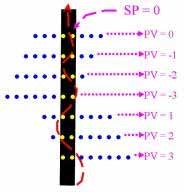 SP = 0
PV = 0
PV = -1
PV = -2
PV = -3
PV = 1
PV = 2
PV = 3